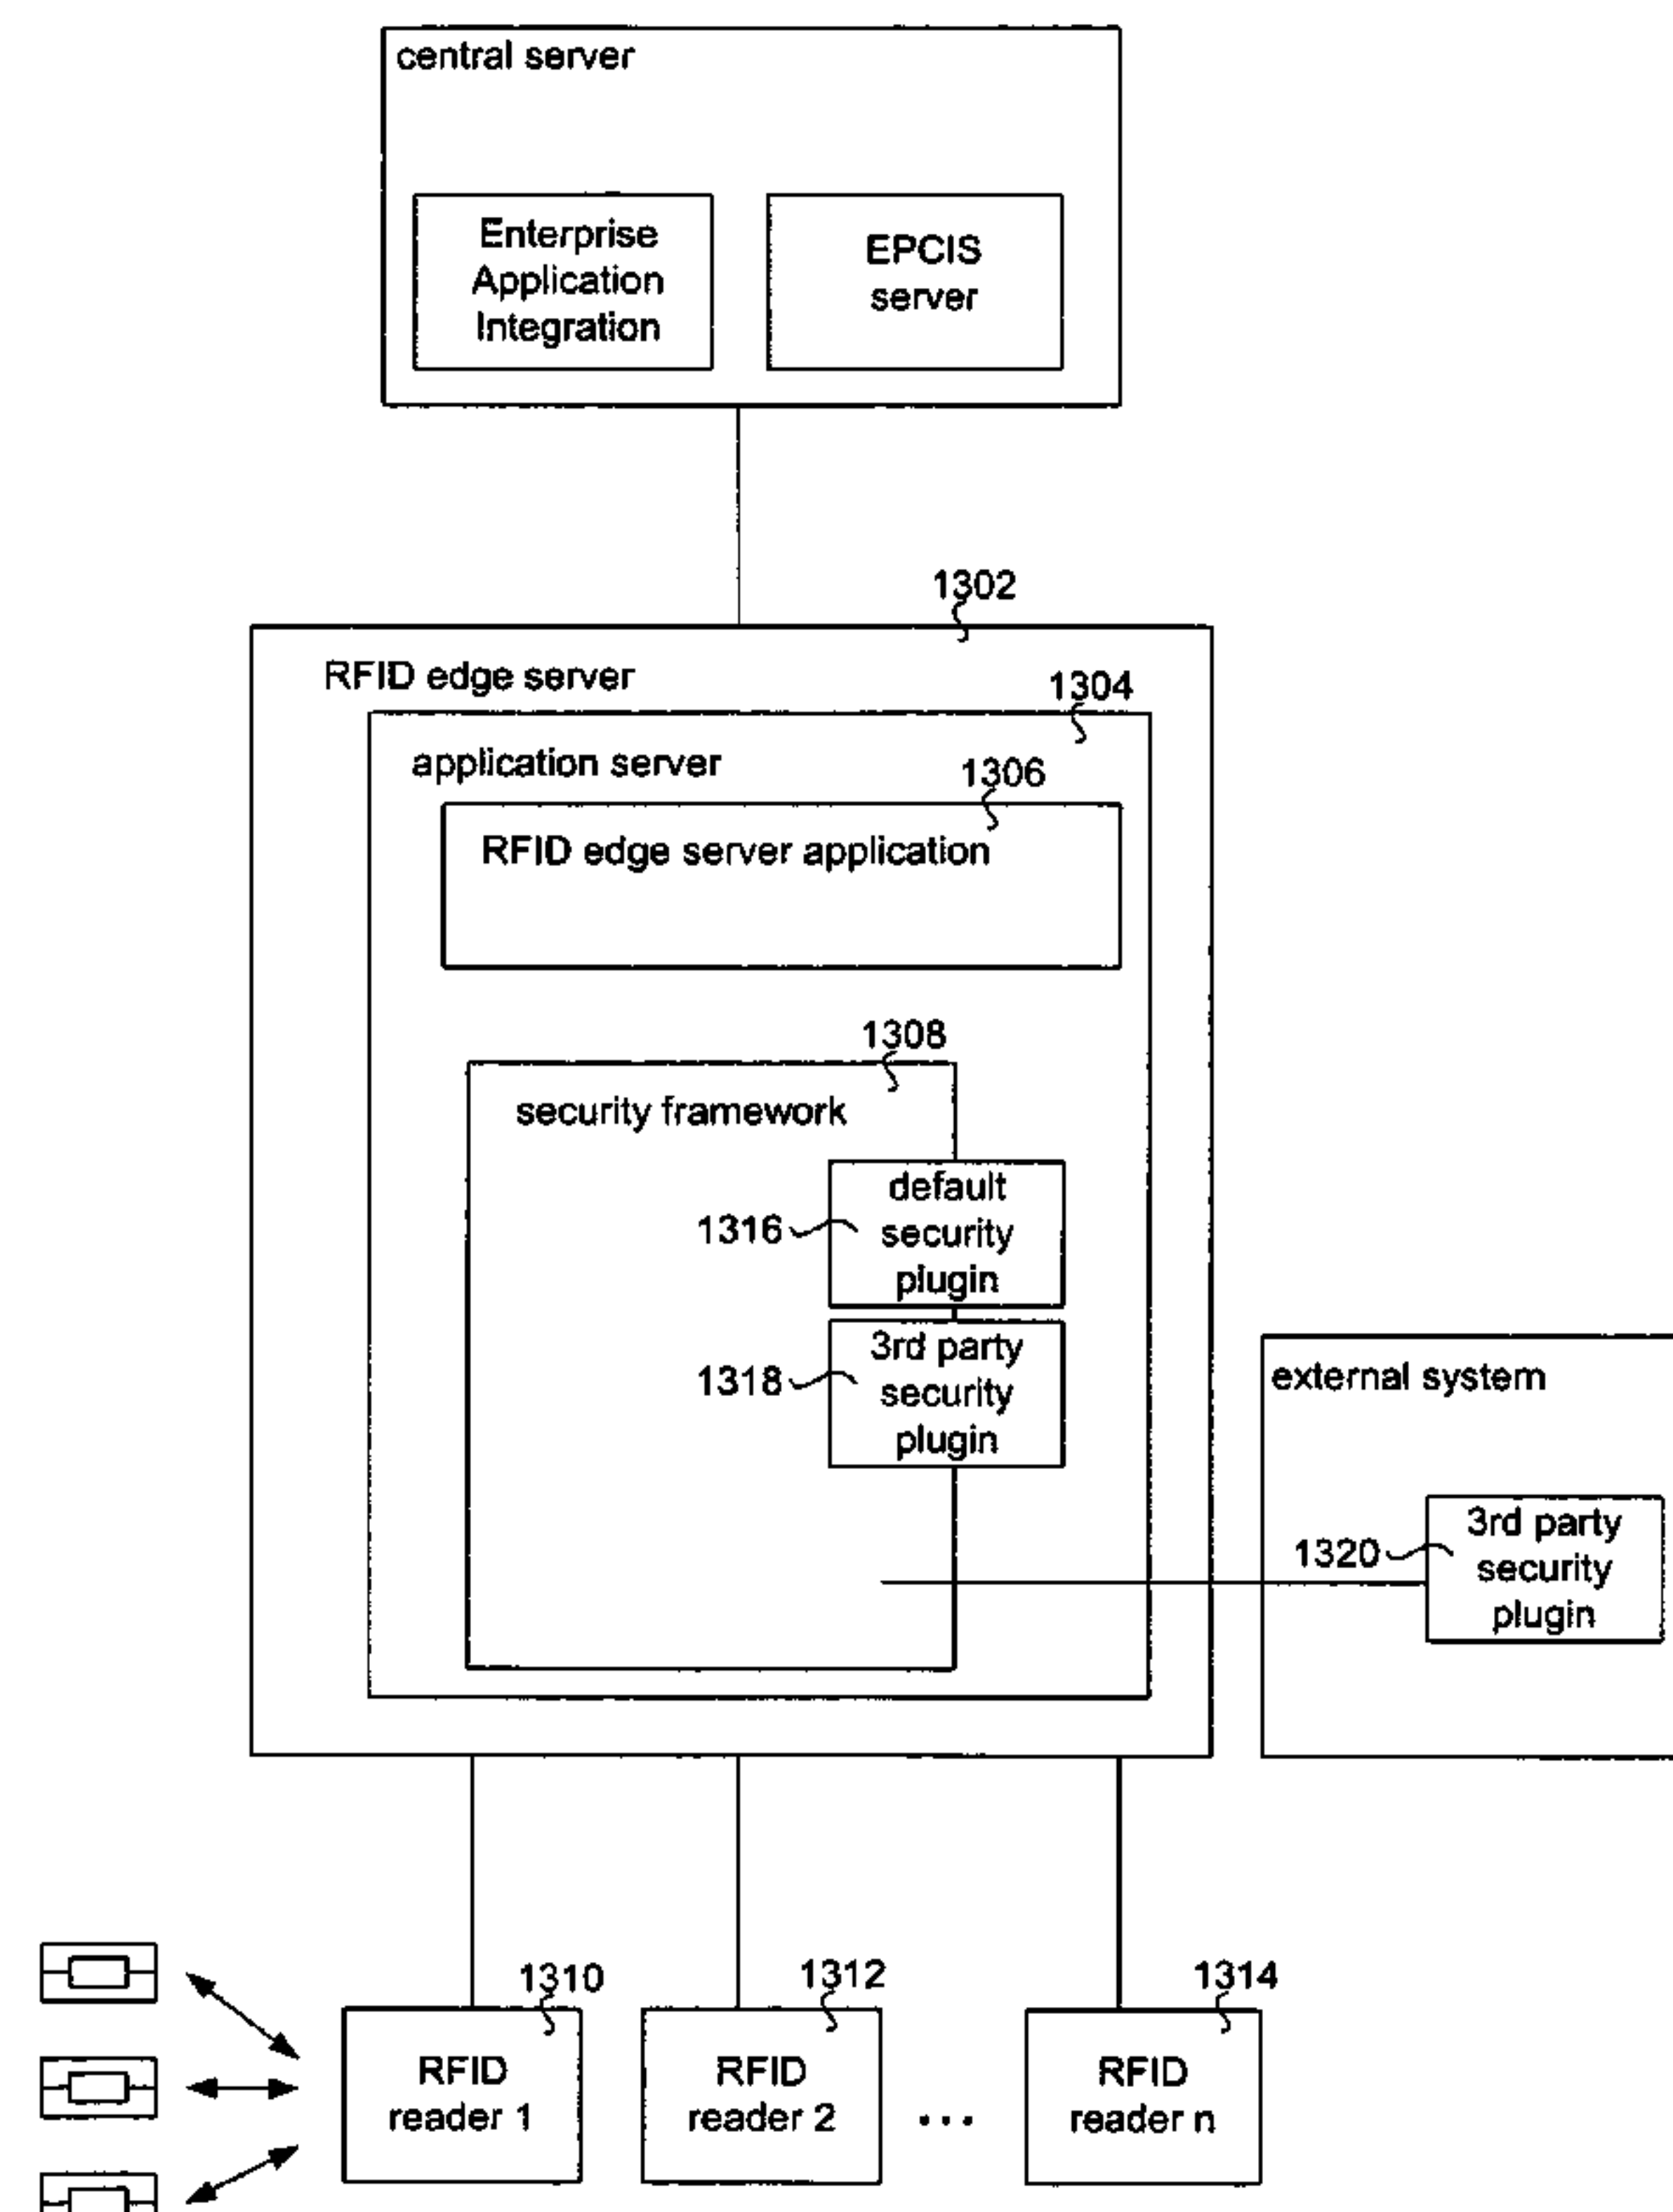 central server
Enterprise
Application
Integration
EPCIS
server
1302
RFID edge server
1304
application server
1306
RFID edge server application
1308
security framework
default
security
plugin
1316
3rd party
security
plugin
1318
external system
3rd party
security
plugin
1320
1310
RFID
reader 1
1312
RFID
reader 2
...
1314
RFID
reader n